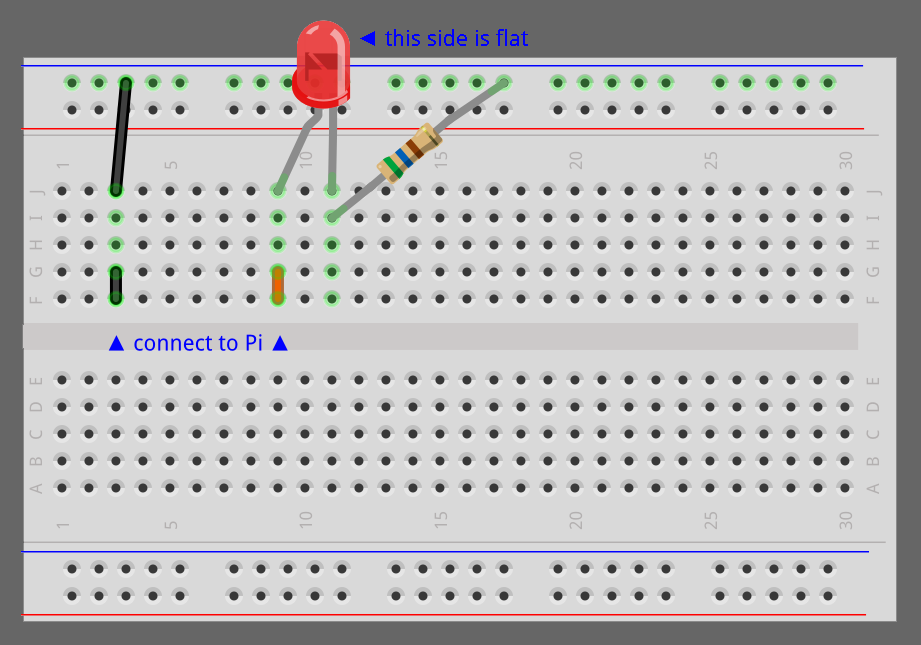 ◄ this side is flat
1 5 10 15 20 25 30
J J
I I
H H
G G
F F
▲ connect to Pi ▲
E E
D D
C C
B B
A A
1 5 10 15 20 25 30